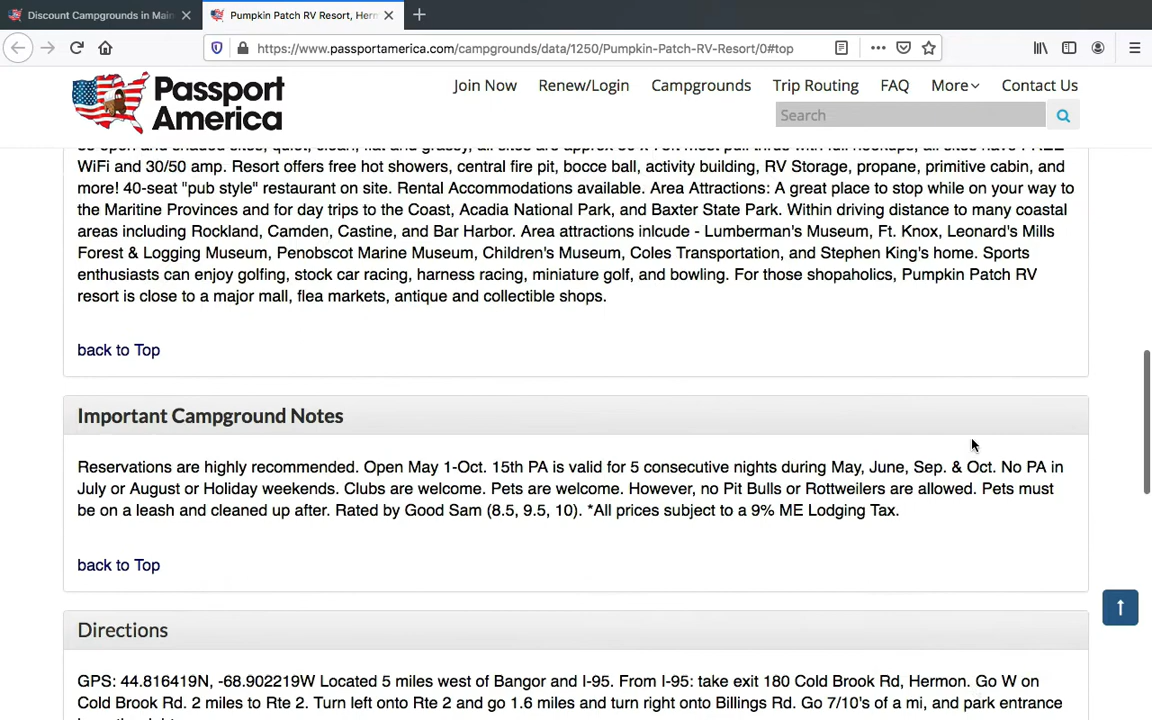 Discount Campgrounds in Main
Pumpkin Patch RV Resort, Herm
https://www.passportamerica.com/campgrounds/data/1250/Pumpkin-Patch-RV-Resort/0#top
Passport America
Join Now Renew/Login Campgrounds Trip Routing FAQ More Contact Us
Search
WiFi and 30/50 amp. Resort offers free hot showers, central fire pit, bocce ball, activity building, RV Storage, propane, primitive cabin, and
more! 40-seat "pub style" restaurant on site. Rental Accommodations available. Area Attractions: A great place to stop while on your way to
the Maritine Provinces and for day trips to the Coast, Acadia National Park, and Baxter State Park. Within driving distance to many coastal
areas including Rockland, Camden, Castine, and Bar Harbor. Area attractions inlcude - Lumberman's Museum, Ft. Knox, Leonard's Mills
Forest & Logging Museum, Penobscot Marine Museum, Children's Museum, Coles Transportation, and Stephen King's home. Sports
enthusiasts can enjoy golfing, stock car racing, harness racing, miniature golf, and bowling. For those shopaholics, Pumpkin Patch RV
resort is close to a major mall, flea markets, antique and collectible shops.
back to Top
Important Campground Notes
Reservations are highly recommended. Open May 1-Oct. 15th PA is valid for 5 consecutive nights during May, June, Sep. & Oct. No PA in
July or August or Holiday weekends. Clubs are welcome. Pets are welcome. However, no Pit Bulls or Rottweilers are allowed. Pets must
be on a leash and cleaned up after. Rated by Good Sam (8.5, 9.5, 10). *All prices subject to a 9% ME Lodging Tax.
back to Top
Directions
GPS: 44.816419N, -68.902219W Located 5 miles west of Bangor and I-95. From I-95: take exit 180 Cold Brook Rd, Hermon. Go W on
Cold Brook Rd. 2 miles to Rte 2. Turn left onto Rte 2 and go 1.6 miles and turn right onto Billings Rd. Go 7/10's of a mi, and park entrance